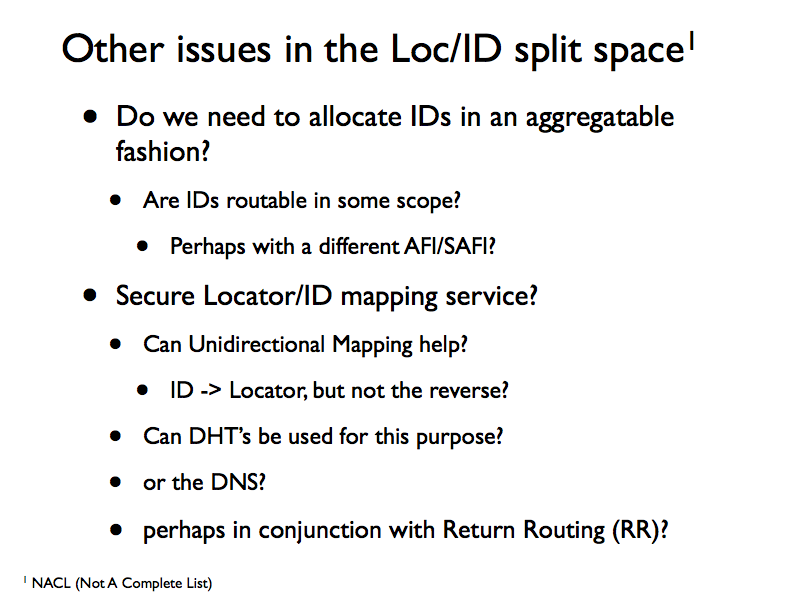 Other issues in the Loc/ID split space¹
• Do we need to allocate IDs in an aggregatable
fashion?
• Are IDs routable in some scope?
• Perhaps with a different AFI/SAFI?
• Secure Locator/ID mapping service?
• Can Unidirectional Mapping help?
• ID -> Locator, but not the reverse?
• Can DHT's be used for this purpose?
• or the DNS?
• perhaps in conjunction with Return Routing (RR)?
¹ NACL (Not A Complete List)